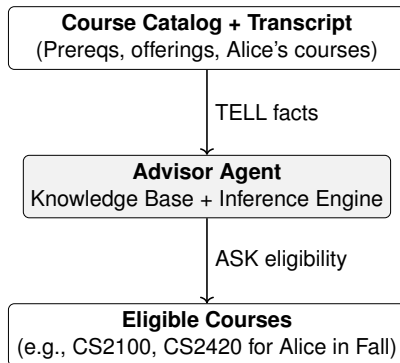 Course Catalog + Transcript
(Prereqs, offerings, Alice's courses)
TELL facts
Advisor Agent
Knowledge Base + Inference Engine
ASK eligibility
Eligible Courses
(e.g., CS2100, CS2420 for Alice in Fall)